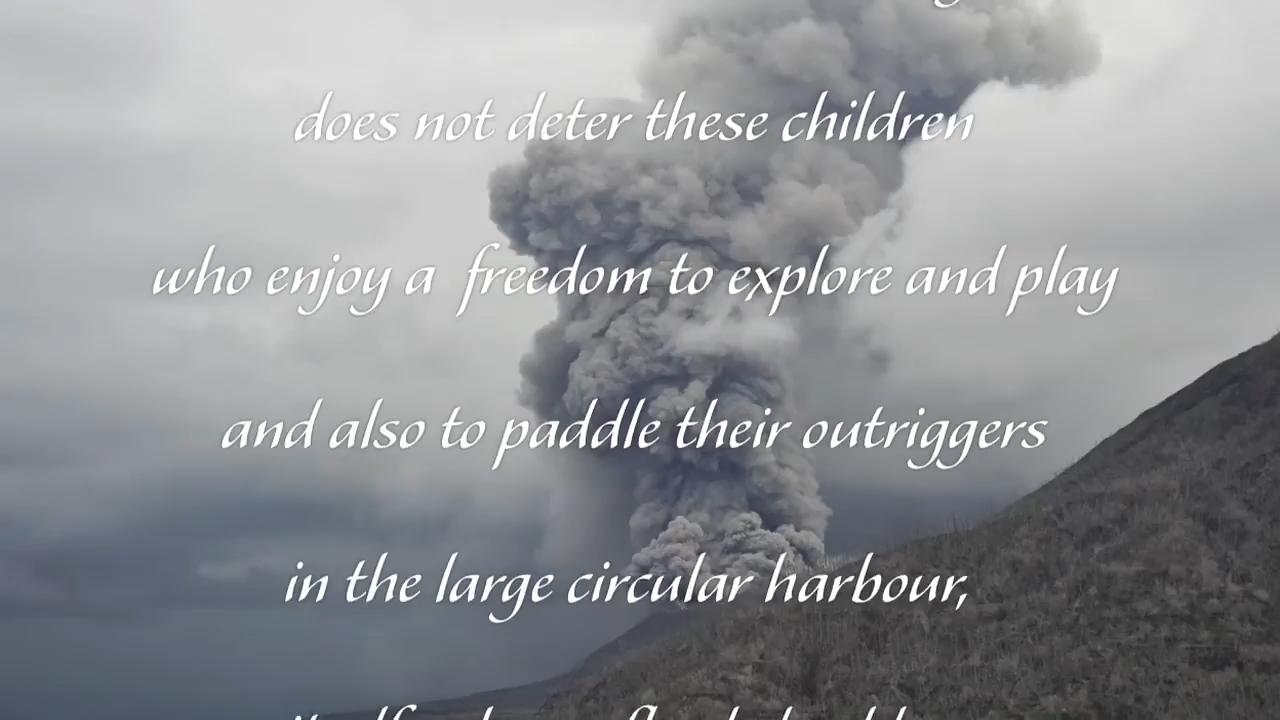 does not deter these children
who enjoy a freedom to explore and play
and also to paddle their outriggers
in the large circular harbour,